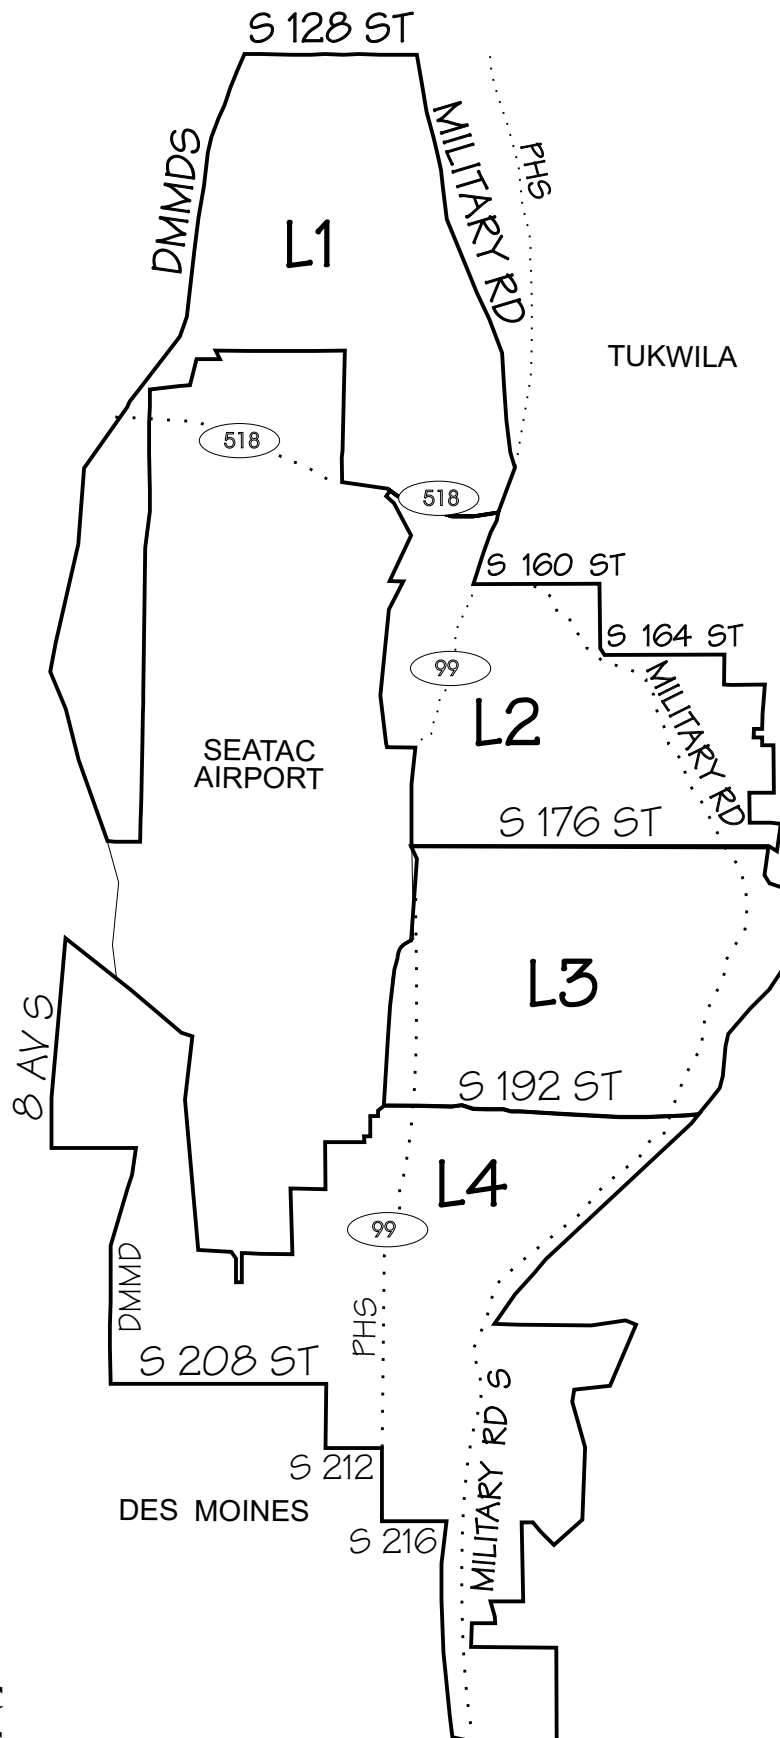 S 128 ST
DMMDS
MILITARY RD
PHS
L1
TUKWILA
518
518
S 160 ST
S 164 ST
99
MILITARY RD
L2
SEATAC
AIRPORT
S 176 ST
L3
8 AV S
S 192 ST
L4
99
DMMD
PHS
S 208 ST
MILITARY RD S
S 212
DES MOINES
S 216